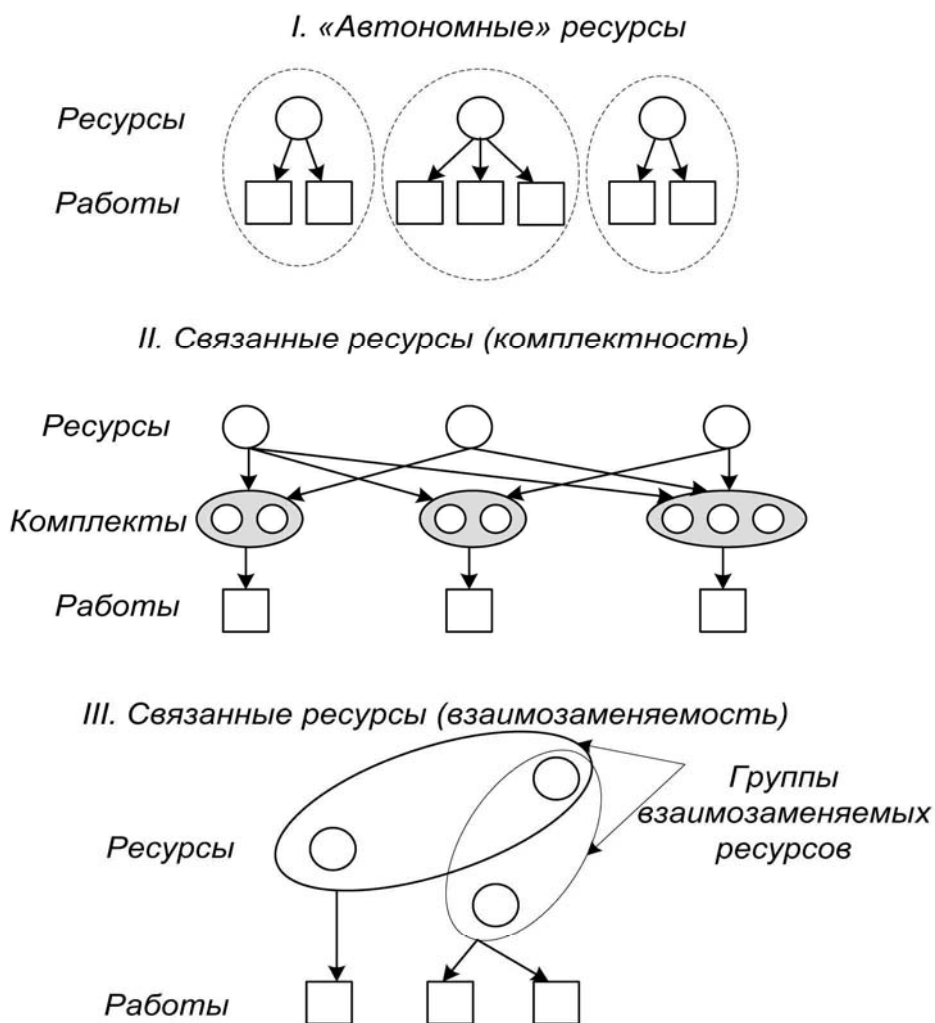 I. «Автономные» ресурсы
Ресурсы
Работы
II. Связанные ресурсы (комплектность)
Ресурсы
Комплекты
Работы
III. Связанные ресурсы (взаимозаменяемость)
Группы
взаимозаменяемых
ресурсов
Ресурсы
Работы